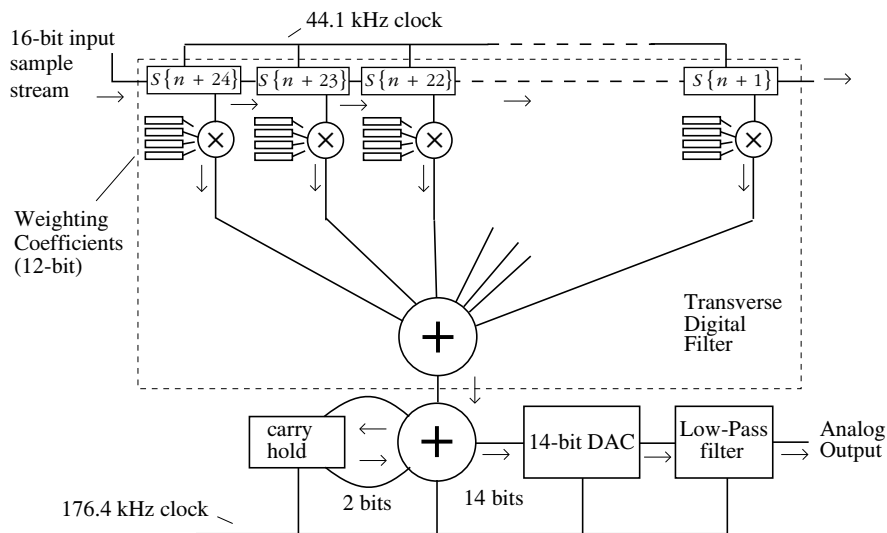 44.1 kHz clock
16-bit input
sample
stream
S{n + 24}
S{n + 23}
S{n + 22}
S{n + 1}
×
×
×
×
Weighting
Coefficients
(12-bit)
+
Transverse
Digital
Filter
carry
hold
+
14-bit DAC
Low-Pass
filter
Analog
Output
2 bits
14 bits
176.4 kHz clock